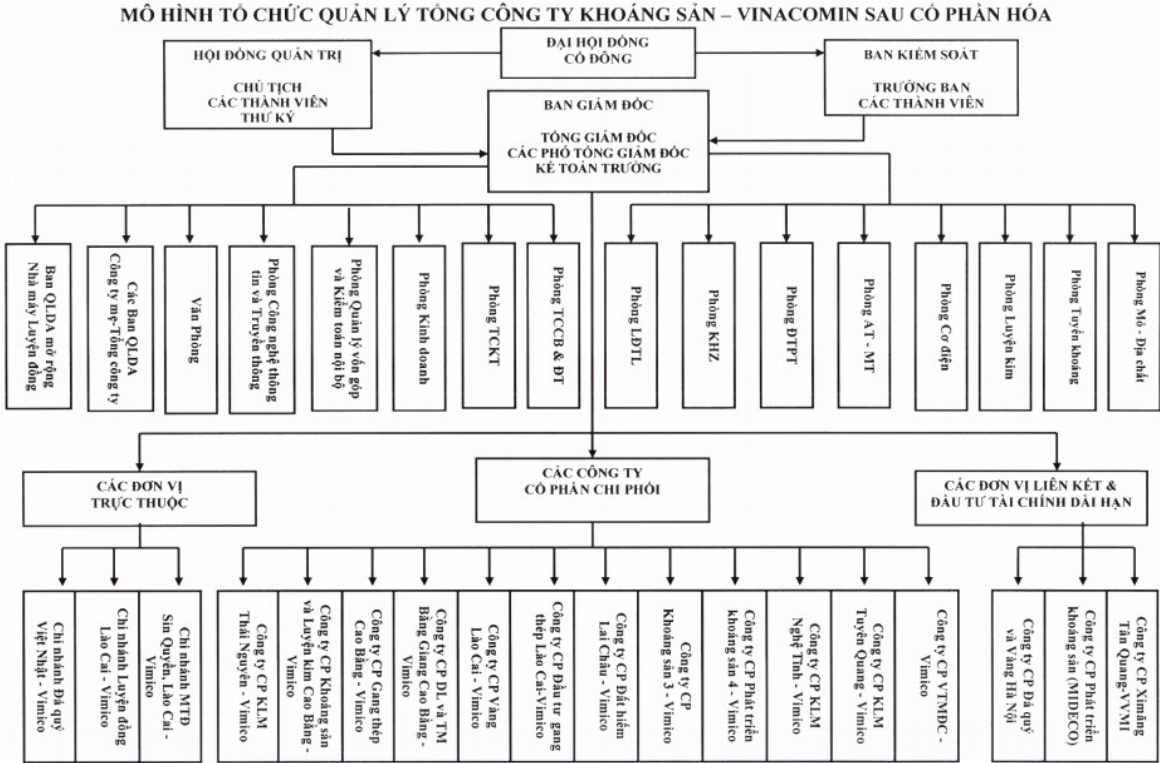 MÔ HÌNH TỔ CHỨC QUẢN LÝ TỔNG CÔNG TY KHOÁNG SẢN – VINACOMIN SAU CỔ PHẦN HÓA
ĐẠI HỘI ĐỒNG
CỔ ĐÔNG
HỘI ĐỒNG QUẢN TRỊ
CHỦ TỊCH
CÁC THÀNH VIÊN
THƯ KÝ
BAN KIỂM SOÁT
TRƯỞNG BAN
CÁC THÀNH VIÊN
BAN GIÁM ĐỐC
TỔNG GIÁM ĐỐC
CÁC PHÓ TỔNG GIÁM ĐỐC
KẾ TOÁN TRƯỞNG
Ban QLDA mở rộng
Nhà máy Luyện đồng
Các Ban QLDA
Công ty mẹ-Tổng công ty
Văn Phòng
Phòng Công nghệ thông
tin và Truyền thông
Phòng Quản lý vốn góp
và Kiểm toán nội bộ
Phòng Kinh doanh
Phòng TCKT
Phòng TCCB & ĐT
Phòng LĐTL
Phòng KHZ
Phòng ĐTPT
Phòng AT - MT
Phòng Cơ điện
Phòng Luyện kim
Phòng Tuyển khoáng
Phòng Mỏ - Địa chất
CÁC ĐƠN VỊ
TRỰC THUỘC
CÁC CÔNG TY
CỔ PHẦN CHI PHỐI
CÁC ĐƠN VỊ LIÊN KẾT &
ĐẦU TƯ TÀI CHÍNH DÀI HẠN
Chi nhánh Đá quý
Việt Nhật - Vimico
Chi nhánh Luyện đồng
Lào Cai - Vimico
Chi nhánh MTĐ
Sin Quyền, Lào Cai -
Vimico
Công ty CP KLM
Thái Nguyên - Vimico
Công ty CP Khoáng sản
và Luyện kim Cao Bằng -
Vimico
Công ty CP Gang thép
Cao Bằng - Vimico
Công ty CP DL và TM
Bằng Giang Cao Bằng -
Vimico
Công ty CP Vàng
Lào Cai - Vimico
Công ty CP Đầu tư gang
thép Lào Cai-Vimico
Công ty CP Đất hiếm
Lai Châu - Vimico
Công ty CP
Khoáng sản 3 - Vimico
Công ty CP Phát triển
khoáng sản 4 - Vimico
Công ty CP KLM
Nghệ Tĩnh - Vimico
Công ty CP KLM
Tuyên Quang - Vimico
Công ty CP VTMĐC -
Vimico
Công ty CP Đá quý
và Vàng Hà Nội
Công ty CP Phát triển
khoáng sản (MIDECO)
Công ty CP Ximăng
Tân Quang-VVMI